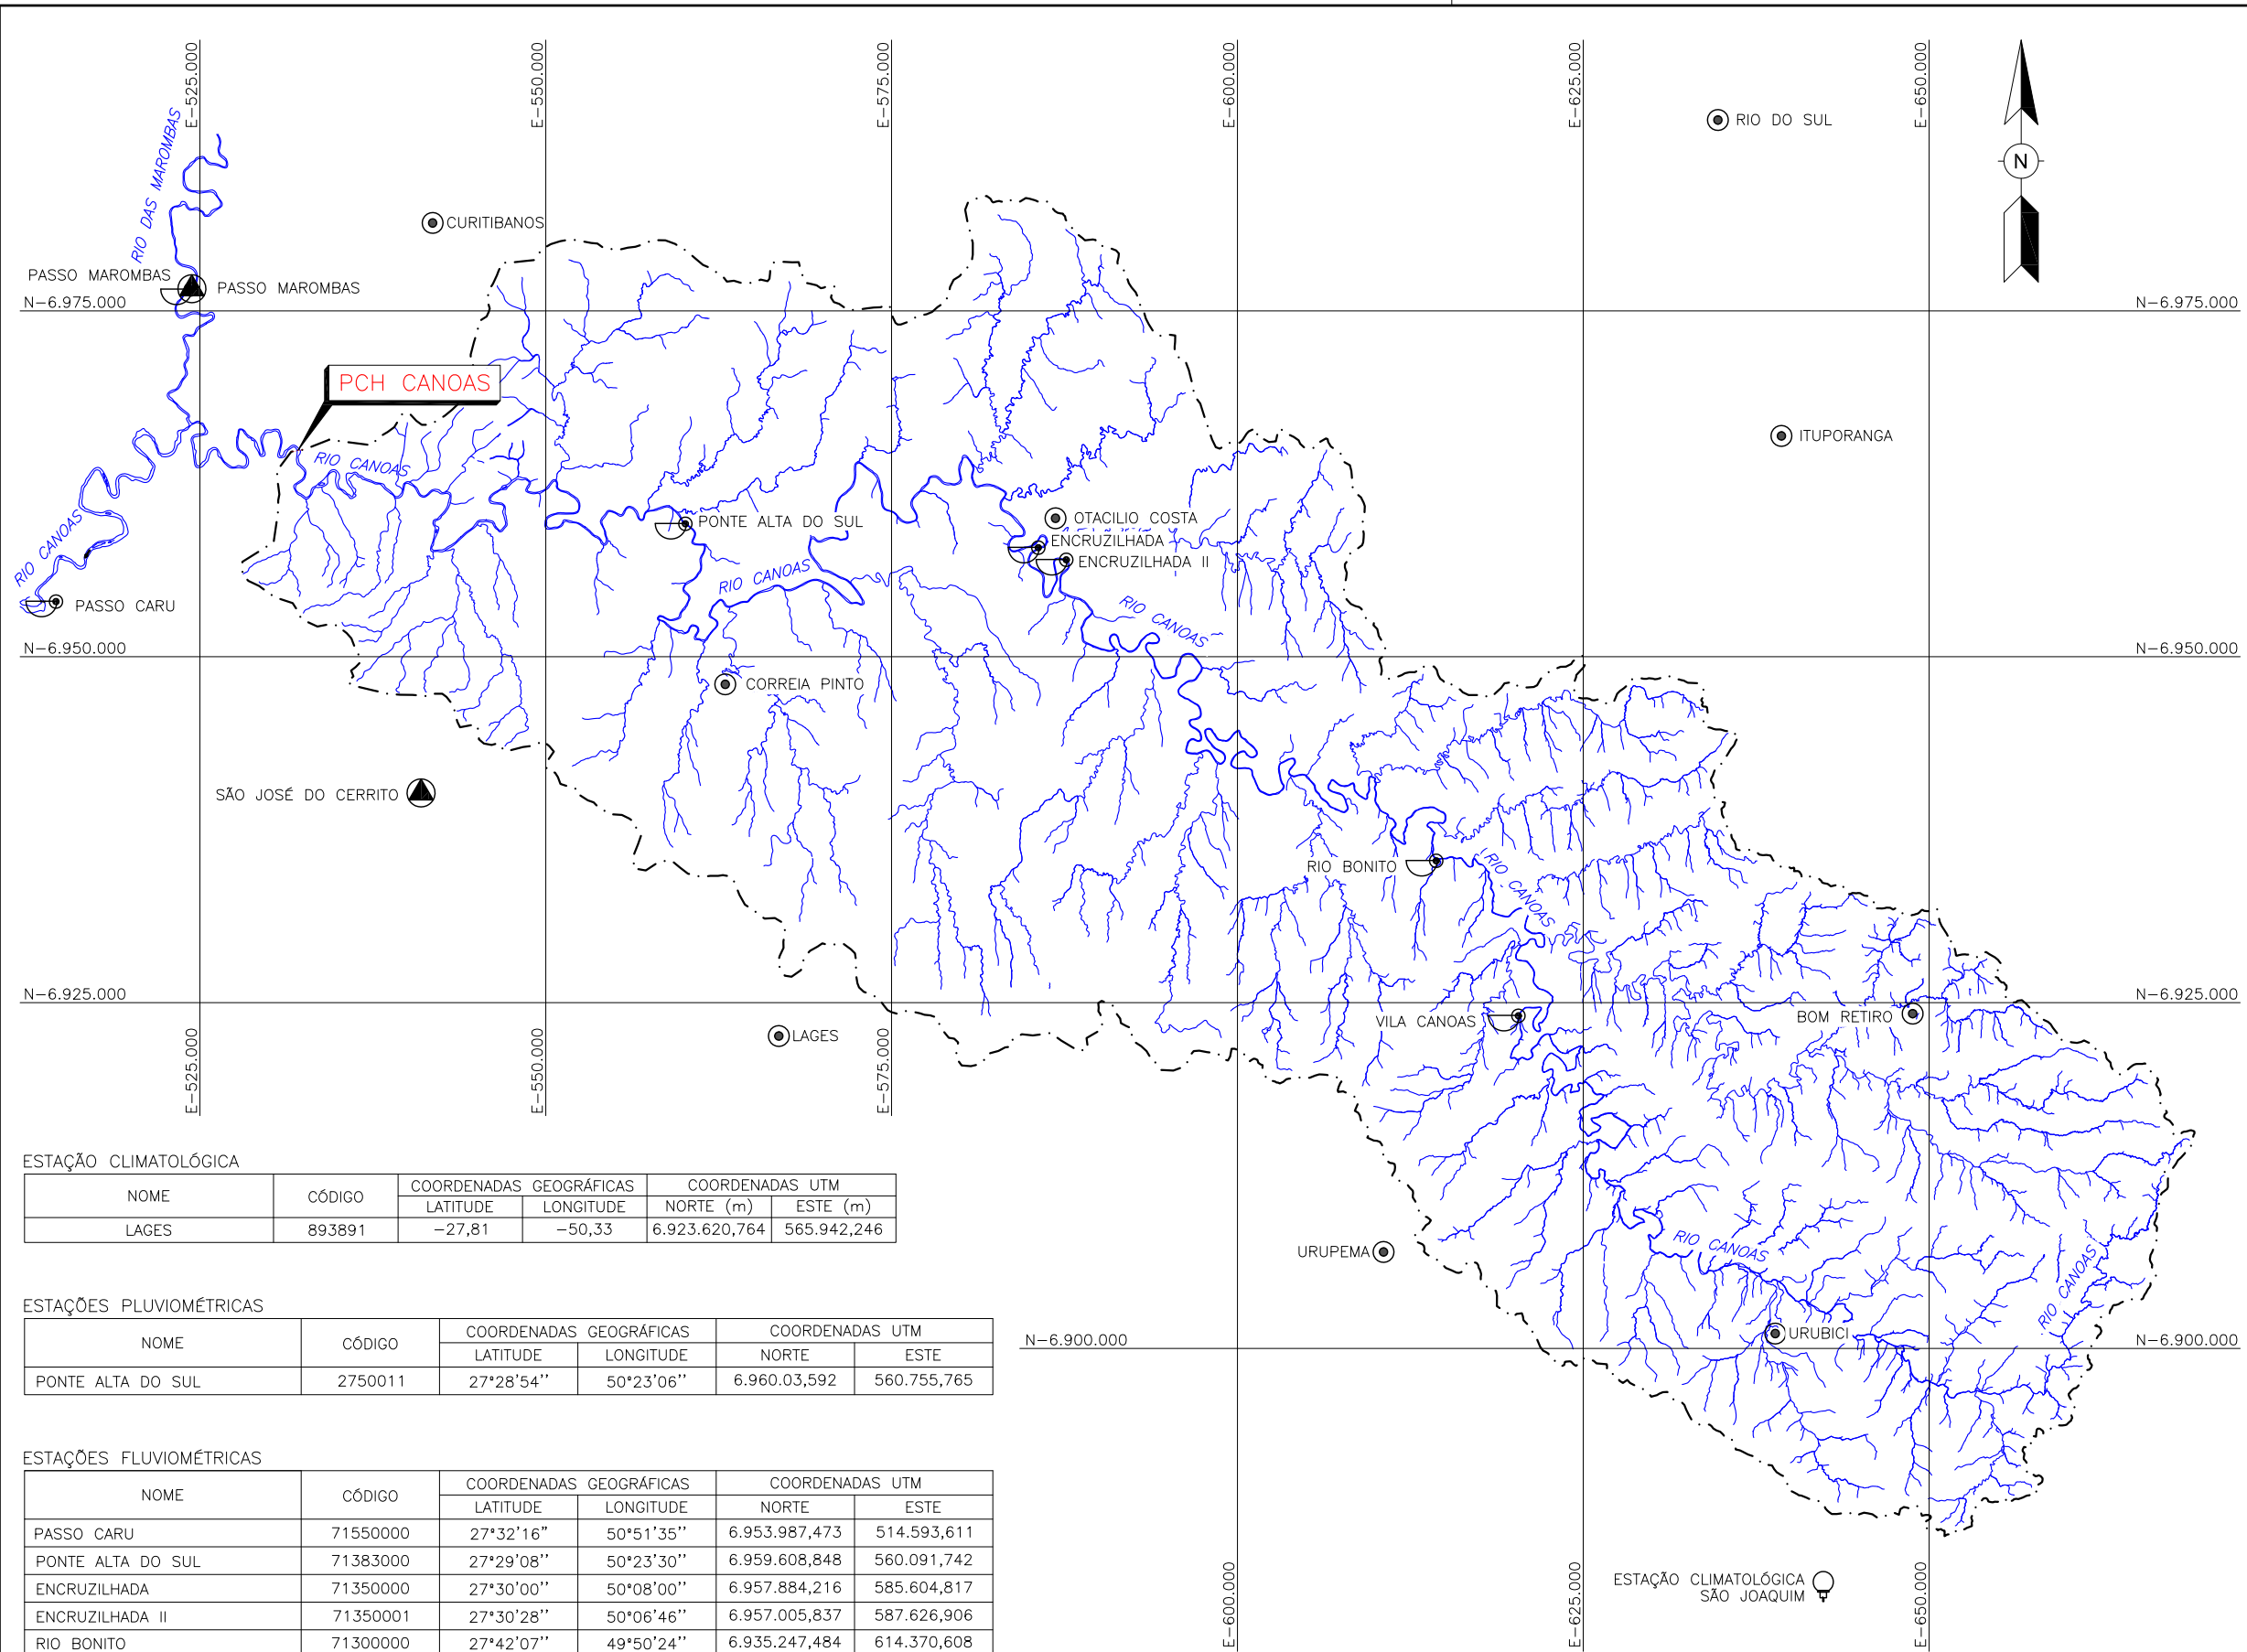 E-525.000
E-550.000
E-575.000
E-600.000
E-625.000
E-650.000
RIO DO SUL
N
RIO DAS MAROMBAS
CURITIBANOS
PASSO MAROMBAS
PASSO MAROMBAS
N-6.975.000
N-6.975.000
PCH CANOAS
ITUPORANGA
RIO CANOAS
RIO CANOAS
PONTE ALTA DO SUL
OTACILIO COSTA
ENCRUZILHADA
ENCRUZILHADA II
RIO CANOAS
RIO CANOAS
PASSO CARU
N-6.950.000
N-6.950.000
CORREIA PINTO
SÃO JOSÉ DO CERRITO
RIO BONITO
RIO CANOAS
N-6.925.000
N-6.925.000
VILA CANOAS
BOM RETIRO
LAGES
E-525.000
E-550.000
E-575.000
ESTAÇÃO CLIMATOLÓGICA
NOME CÓDIGO COORDENADAS GEOGRÁFICAS COORDENADAS UTM
LATITUDE LONGITUDE NORTE (m) ESTE (m)
LAGES 893891 -27,81 -50,33 6.923.620,764 565.942,246
URUPEMA
RIO CANOAS
RIO CANOAS
URUBICI
N-6.900.000
N-6.900.000
ESTAÇÕES PLUVIOMÉTRICAS
NOME CÓDIGO COORDENADAS GEOGRÁFICAS COORDENADAS UTM
LATITUDE LONGITUDE NORTE ESTE
PONTE ALTA DO SUL 2750011 27°28'54'' 50°23'06'' 6.960.03,592 560.755,765
ESTAÇÕES FLUVIOMÉTRICAS
NOME CÓDIGO COORDENADAS GEOGRÁFICAS COORDENADAS UTM
LATITUDE LONGITUDE NORTE ESTE
PASSO CARU 71550000 27°32'16" 50°51'35'' 6.953.987,473 514.593,611
PONTE ALTA DO SUL 71383000 27°29'08'' 50°23'30'' 6.959.608,848 560.091,742
ENCRUZILHADA 71350000 27°30'00'' 50°08'00'' 6.957.884,216 585.604,817
ENCRUZILHADA II 71350001 27°30'28'' 50°06'46'' 6.957.005,837 587.626,906
RIO BONITO 71300000 27°42'07'' 49°50'24'' 6.935.247,484 614.370,608
E-600.000
E-625.000
E-650.000
ESTAÇÃO CLIMATOLÓGICA
SÃO JOAQUIM